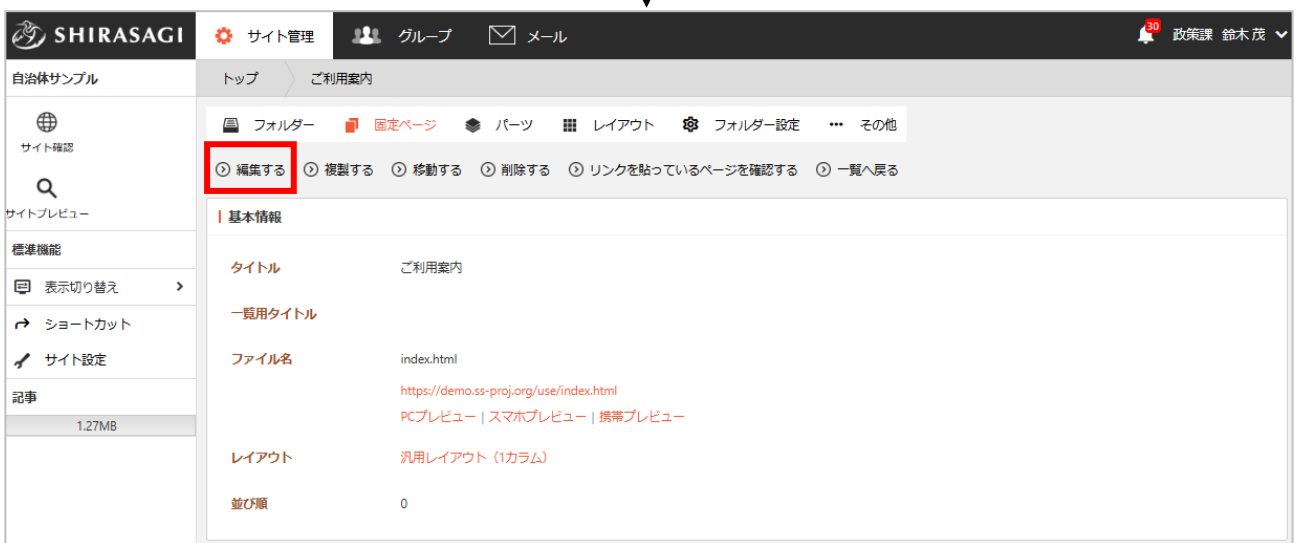 SHIRASAGI サイト管理 グループ メール 30 政策課 鈴木茂
自治体サンプル
トップ ご利用案内
サイト確認
フォルダー 固定ページ パーツ レイアウト フォルダー設定 ••• その他
編集する 複製する 移動する 削除する リンクを貼っているページを確認する 一覧へ戻る
サイトプレビュー
基本情報
標準機能
タイトル ご利用案内
表示切り替え
一覧用タイトル
ショートカット
サイト設定
ファイル名 index.html
https://demo.ss-proj.org/use/index.html
記事
PCプレビュー | スマホプレビュー | 携帯プレビュー
1.27MB
レイアウト 汎用レイアウト（1カラム）
並び順 0